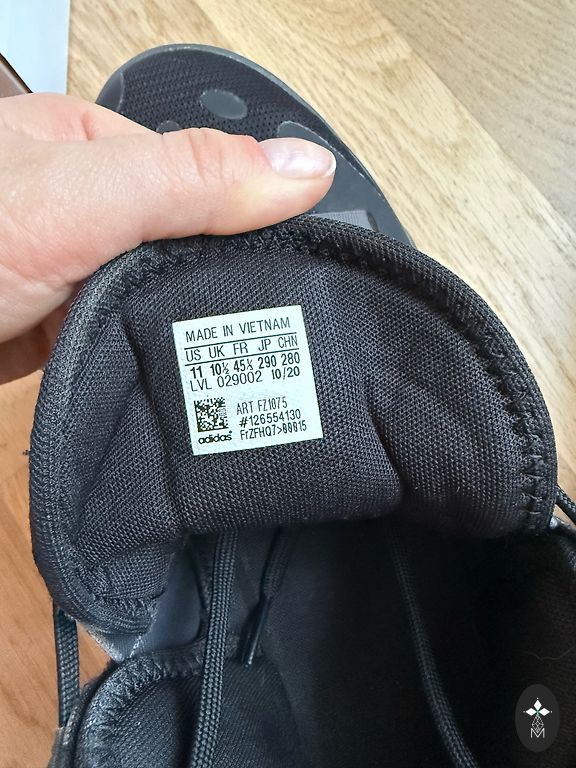 MADE IN VIETNAM
US UK FR JP CHN
11 10½ 45⅓ 290 280
LVL 029002 10/20
ART FZ1075
#126554130
adidas® FrZFHQ7>00015